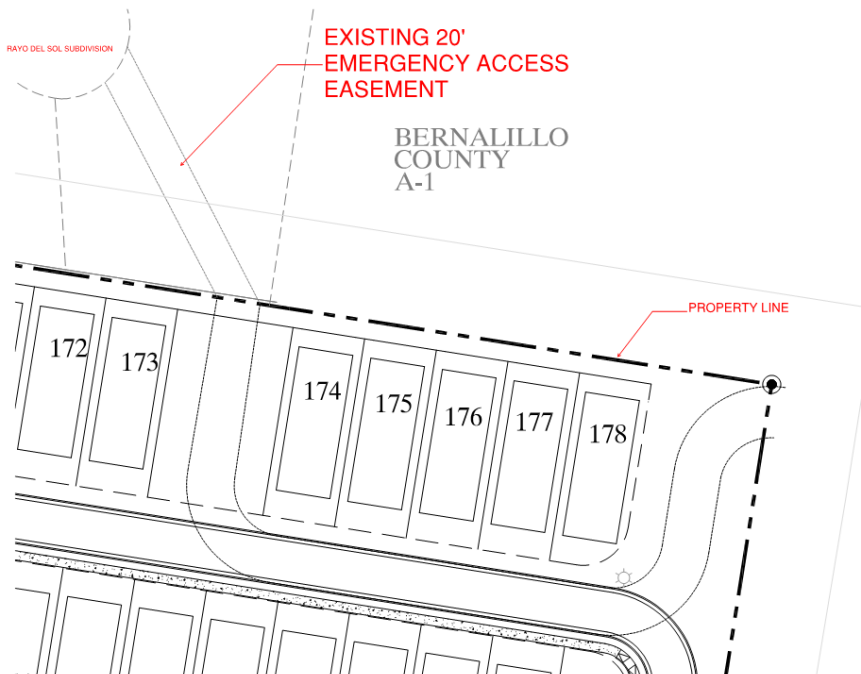 EXISTING 20'
EMERGENCY ACCESS
EASEMENT
RAYO DEL SOL SUBDIVISION
BERNALILLO
COUNTY
A-1
PROPERTY LINE
172
173
174
175
176
177
178